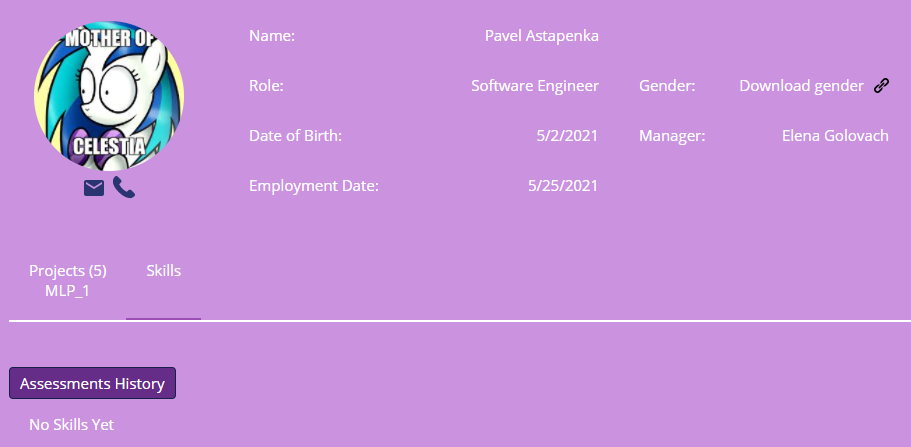 MOTHER OF
CELESTIA
Name: Pavel Astapenka
Role: Software Engineer Gender: Download gender
Date of Birth: 5/2/2021 Manager: Elena Golovach
Employment Date: 5/25/2021
Projects (5) Skills
MLP_1
Assessments History
No Skills Yet